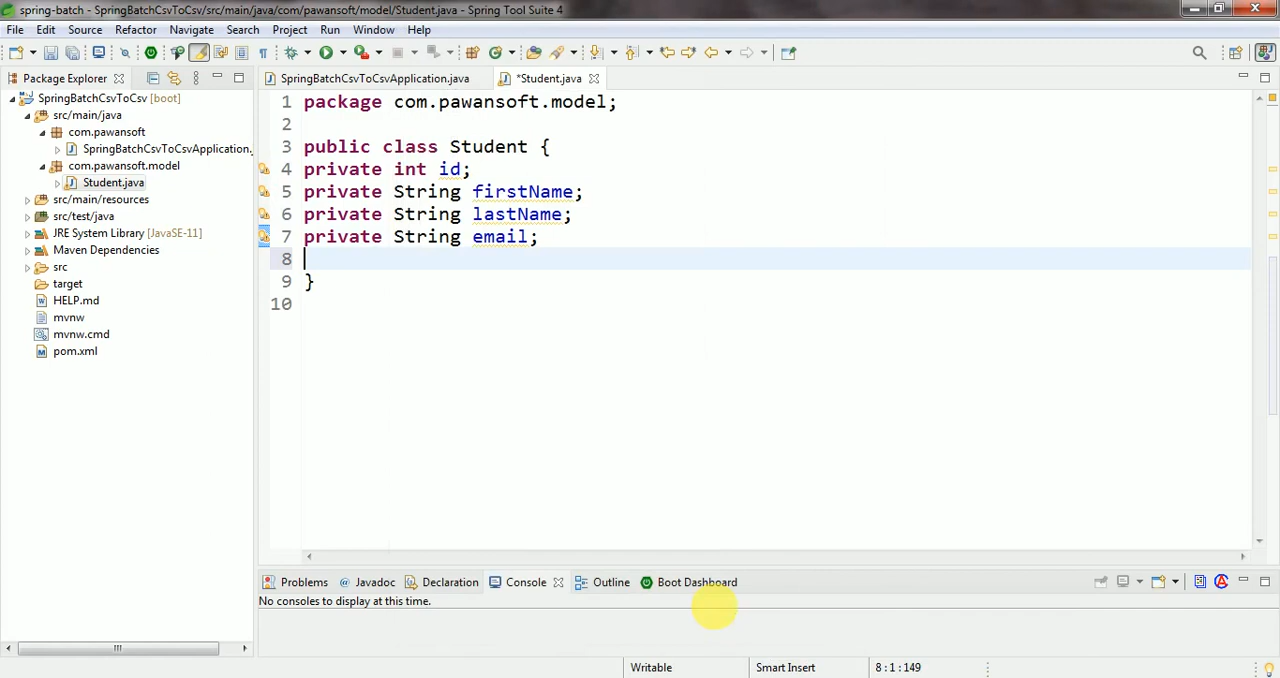 spring-batch - SpringBatchCsvToCsv/src/main/java/com/pawansoft/model/Student.java - Spring Tool Suite 4
File Edit Source Refactor Navigate Search Project Run Window Help
Package Explorer
SpringBatchCsvToCsv [boot]
src/main/java
com.pawansoft
SpringBatchCsvToCsvApplication.
com.pawansoft.model
Student.java
src/main/resources
src/test/java
JRE System Library [JavaSE-11]
Maven Dependencies
src
target
HELP.md
mvnw
mvnw.cmd
pom.xml
SpringBatchCsvToCsvApplication.java *Student.java
1 package com.pawansoft.model;
2
3 public class Student {
4 private int id;
5 private String firstName;
6 private String lastName;
7 private String email;
8
9 }
10
Problems Javadoc Declaration Console Outline Boot Dashboard
No consoles to display at this time.
Writable Smart Insert 8:1:149